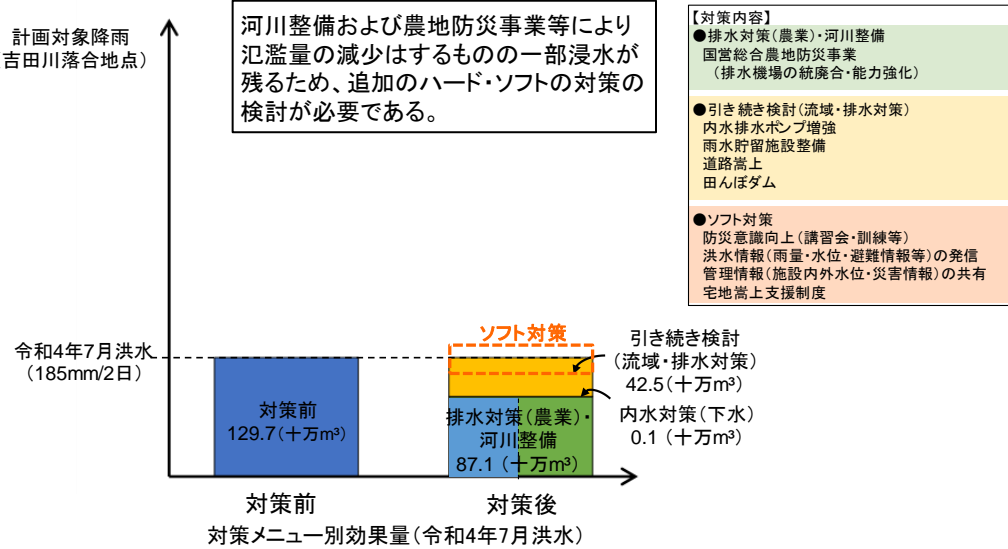 計画対象降雨
吉田川落合地点）
河川整備および農地防災事業等により
氾濫量の減少はするものの一部浸水が
残るため、追加のハード・ソフトの対策の
検討が必要である。
【対策内容】
●排水対策（農業）・河川整備
国営総合農地防災事業
（排水機場の統廃合・能力強化）
●引き続き検討（流域・排水対策）
内水排水ポンプ増強
雨水貯留施設整備
道路嵩上
田んぼダム
●ソフト対策
防災意識向上（講習会・訓練等）
洪水情報（雨量・水位・避難情報等）の発信
管理情報（施設内外水位・災害情報）の共有
宅地嵩上支援制度
令和4年7月洪水
（185mm/2日）
対策前
129.7（十万m³）
ソフト対策
排水対策（農業）・
河川整備
87.1（十万m³）
引き続き検討
（流域・排水対策）
42.5（十万m³）
内水対策（下水）
0.1（十万m³）
対策前
対策後
対策メニュー別効果量（令和4年7月洪水）